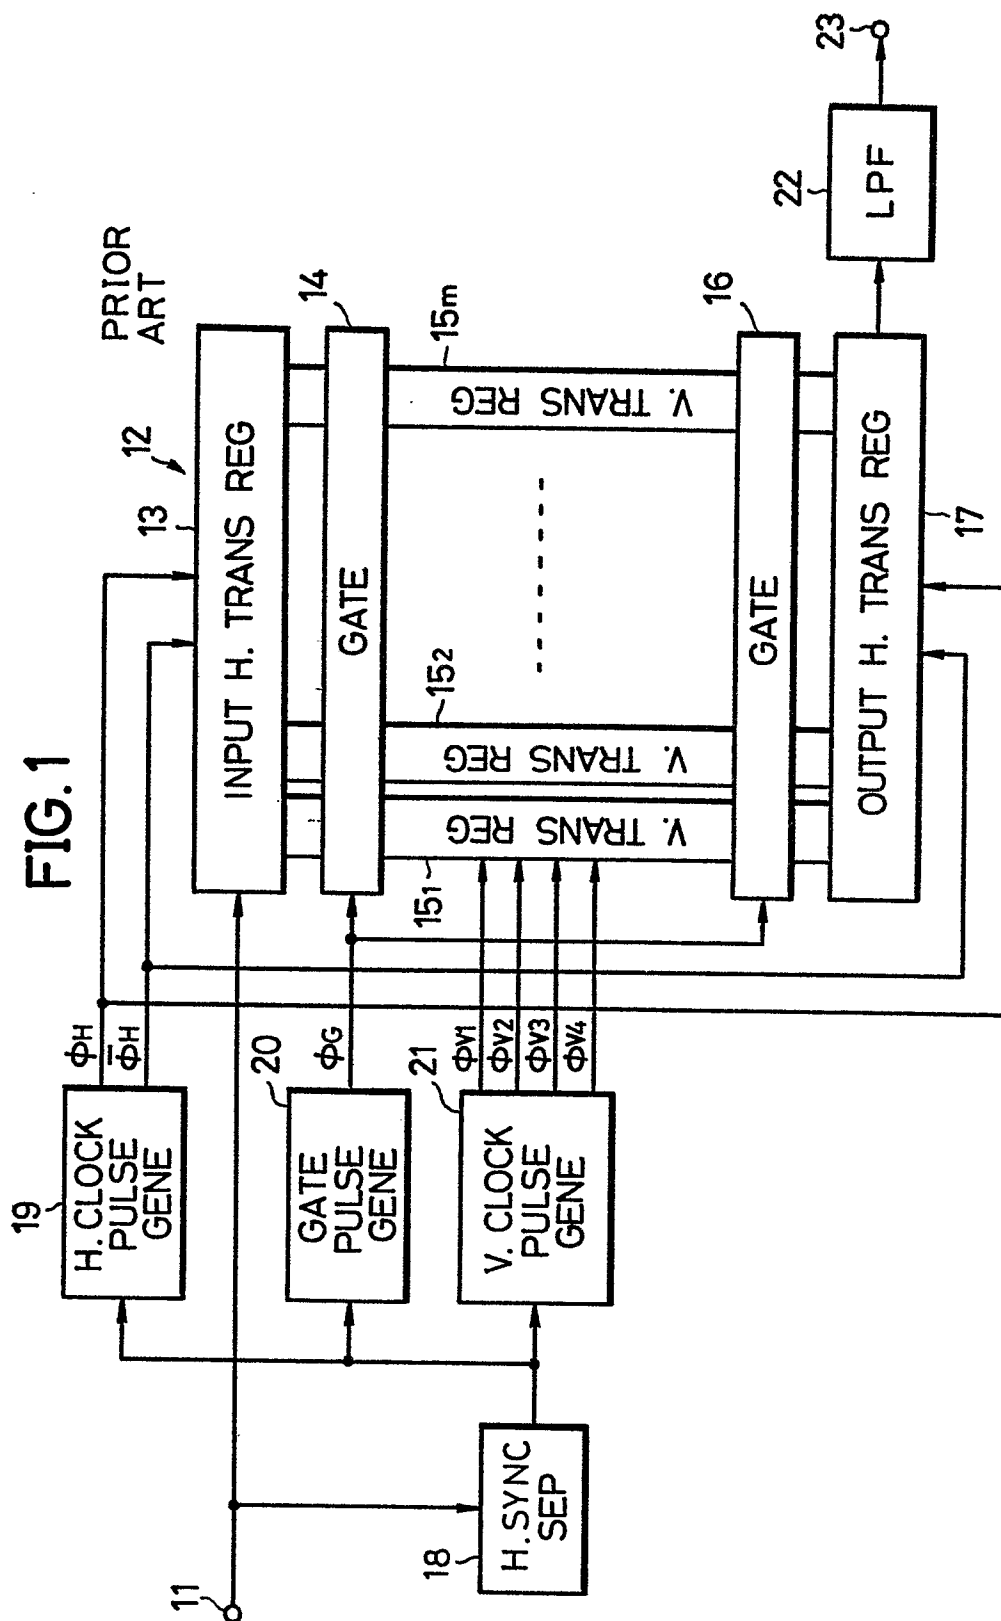 FIG. 1
PRIOR
ART
11
H. SYNC
SEP
18
19
H. CLOCK
PULSE
GENE
ΦH
Φ̅H
20
GATE
PULSE
GENE
ΦG
21
V. CLOCK
PULSE
GENE
ΦV1
ΦV2
ΦV3
ΦV4
12
13
INPUT H. TRANS REG
14
GATE
151
V. TRANS REG
152
V. TRANS REG
15m
V. TRANS REG
16
GATE
OUTPUT H. TRANS REG
17
22
LPF
23